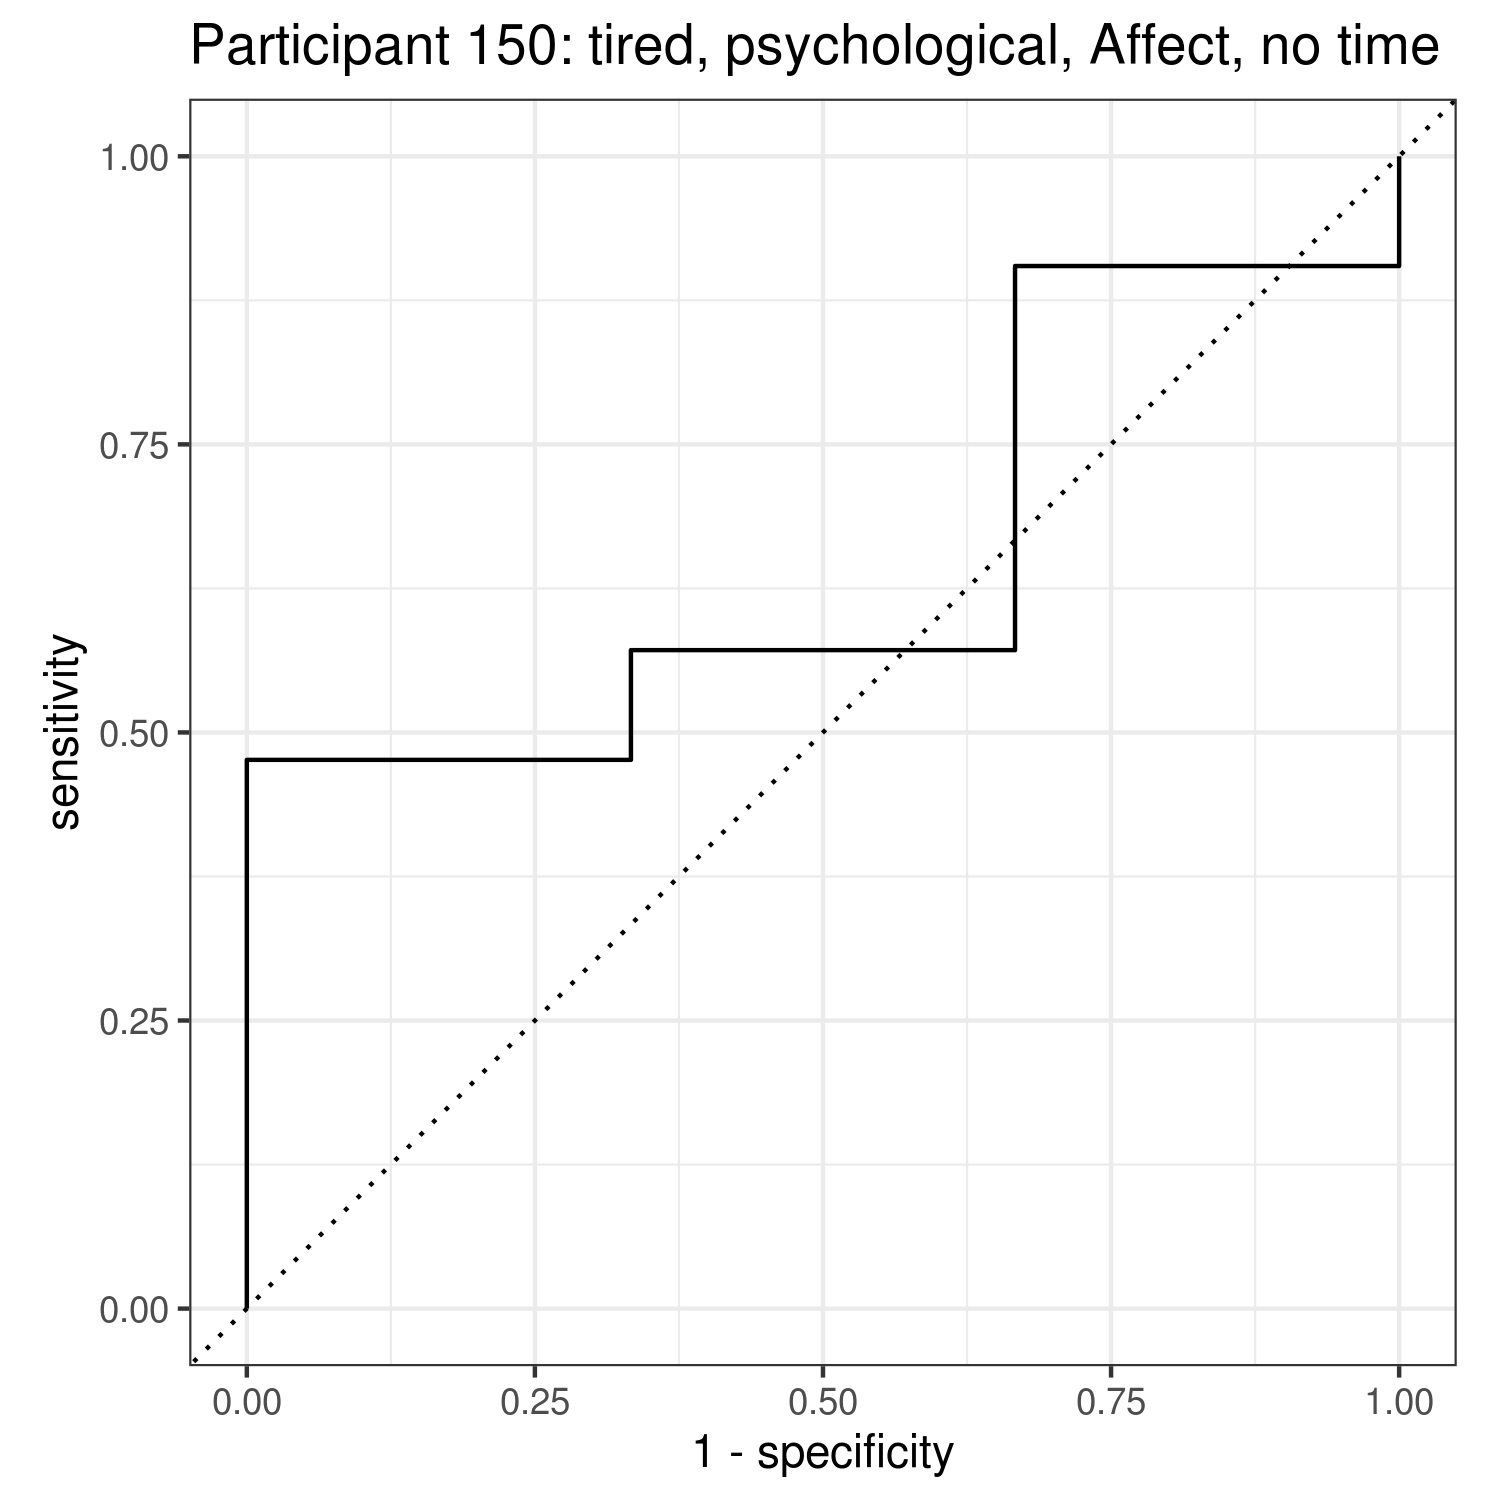 Participant 150: tired, psychological, Affect, no time
1.00
0.75
0.50
0.25
0.00
sensitivity
0.00 0.25 0.50 0.75 1.00
1 - specificity